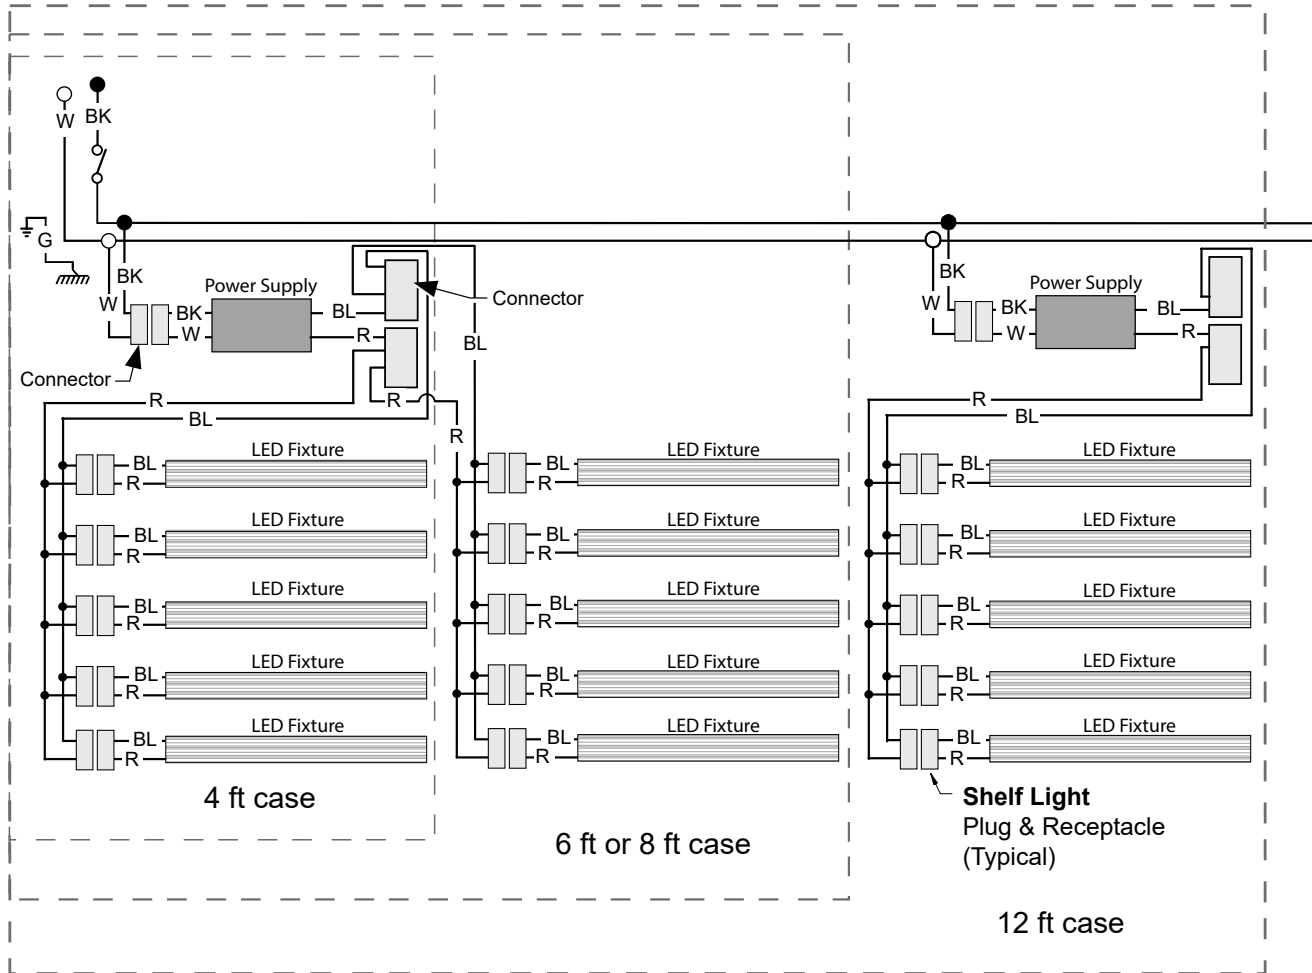 W
BK
G
BK
W
BK
W
Power Supply
BL
R
Connector
Connector
BL
R
BL
R
R
LED Fixture
BL
R
LED Fixture
BL
R
LED Fixture
BL
R
LED Fixture
BL
R
LED Fixture
BL
R
4 ft case
LED Fixture
BL
R
LED Fixture
BL
R
LED Fixture
BL
R
LED Fixture
BL
R
LED Fixture
BL
R
6 ft or 8 ft case
BK
W
BK
W
Power Supply
BL
R
R
BL
LED Fixture
BL
R
LED Fixture
BL
R
LED Fixture
BL
R
LED Fixture
BL
R
LED Fixture
BL
R
Shelf Light
Plug & Receptacle
(Typical)
12 ft case